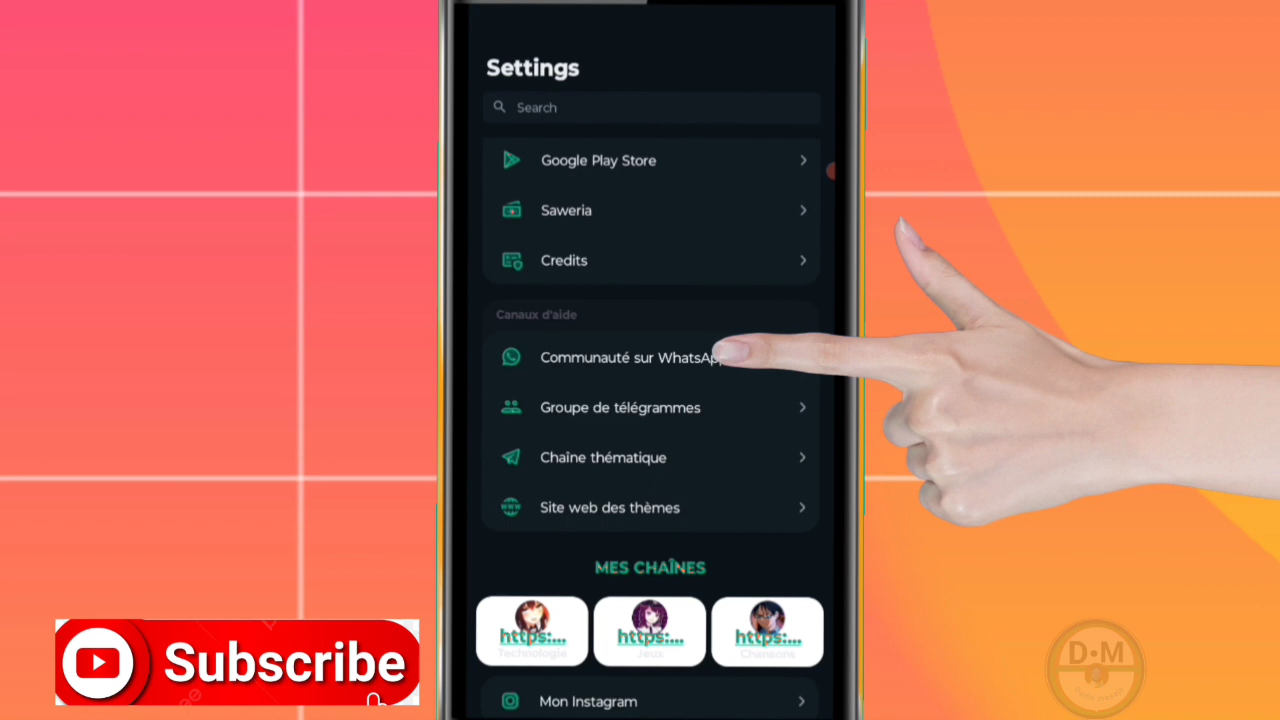 Settings
Search
Google Play Store
Saweria
Credits
Canaux d'aide
Communauté sur WhatsApp
Groupe de télégrammes
Chaîne thématique
Site web des thèmes
MES CHAÎNES
https:... https:... https:...
Technologie Jeux Chansons
Mon Instagram
Subscribe
D·M